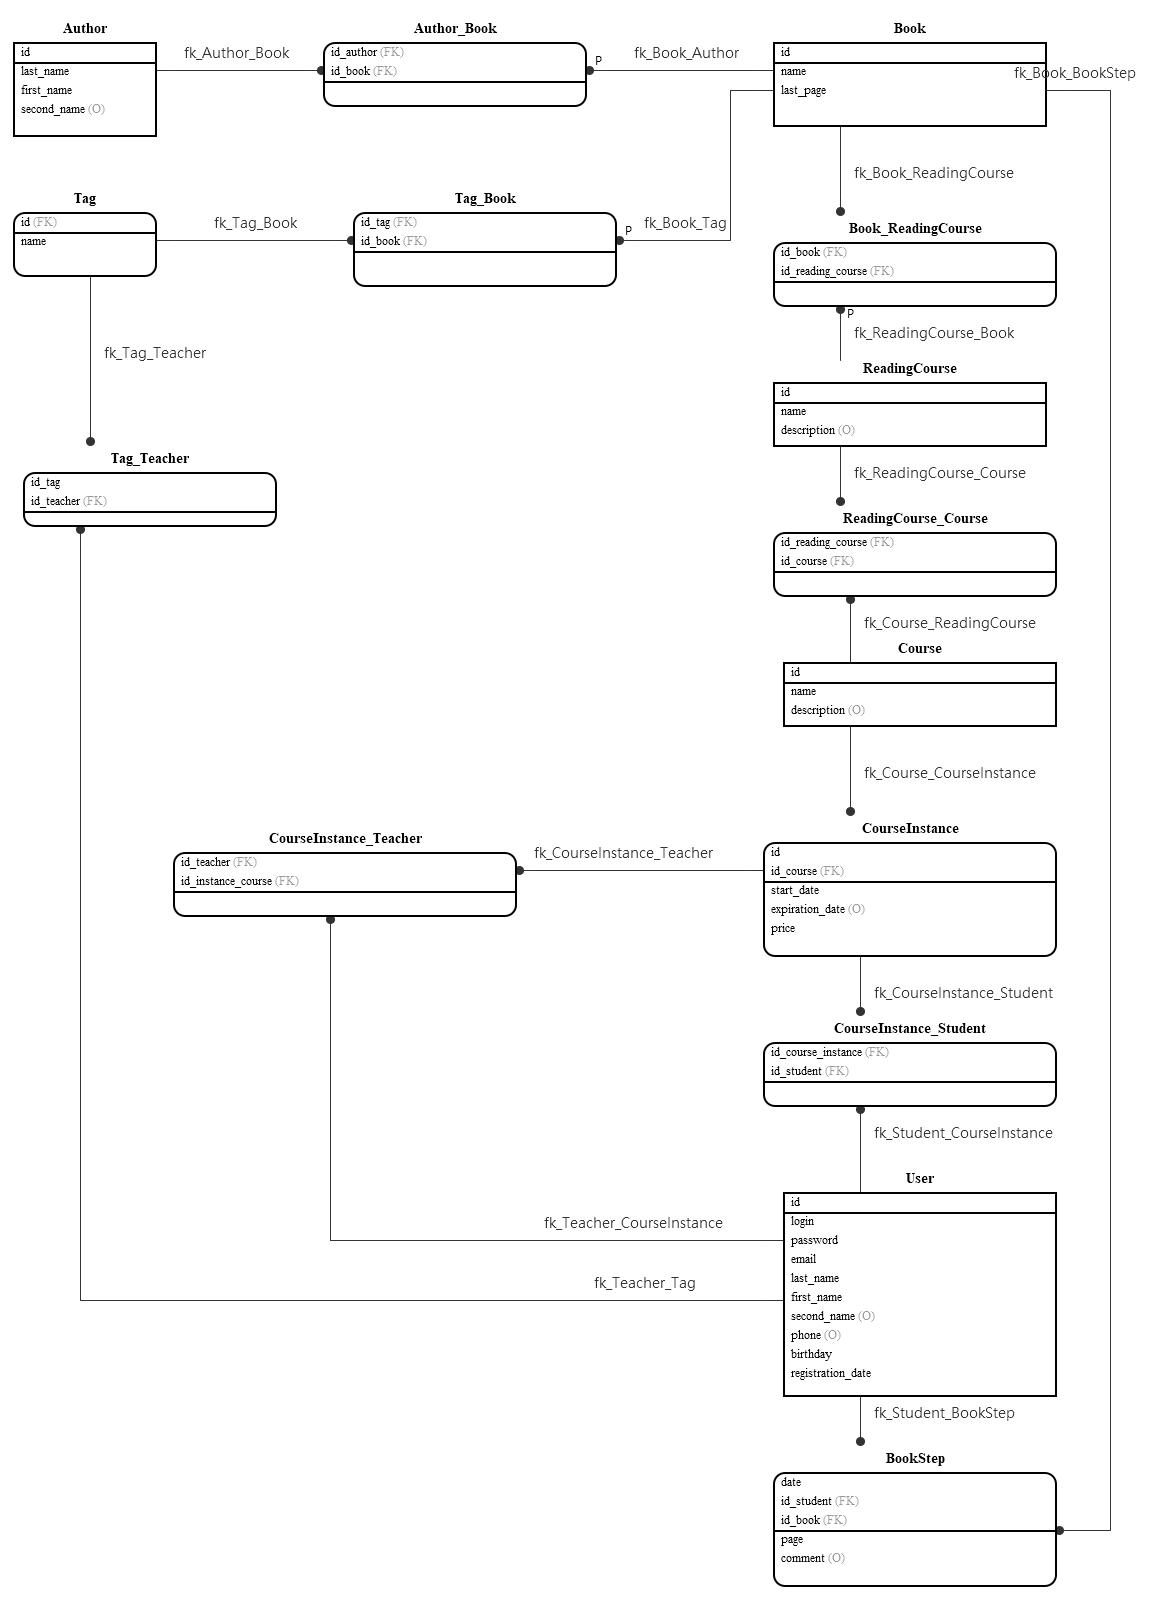 Author
id
last_name
first_name
second_name (O)
fk_Author_Book
Author_Book
id_author (FK)
id_book (FK)
P
fk_Book_Author
Book
id
name
last_page
fk_Book_BookStep
fk_Book_ReadingCourse
Tag
id (FK)
name
fk_Tag_Book
Tag_Book
id_tag (FK)
id_book (FK)
P
fk_Book_Tag
Book_ReadingCourse
id_book (FK)
id_reading_course (FK)
P
fk_ReadingCourse_Book
fk_Tag_Teacher
ReadingCourse
id
name
description (O)
fk_ReadingCourse_Course
Tag_Teacher
id_tag
id_teacher (FK)
ReadingCourse_Course
id_reading_course (FK)
id_course (FK)
fk_Course_ReadingCourse
Course
id
name
description (O)
fk_Course_CourseInstance
CourseInstance_Teacher
id_teacher (FK)
id_instance_course (FK)
fk_CourseInstance_Teacher
CourseInstance
id
id_course (FK)
start_date
expiration_date (O)
price
fk_CourseInstance_Student
CourseInstance_Student
id_course_instance (FK)
id_student (FK)
fk_Student_CourseInstance
fk_Teacher_CourseInstance
fk_Teacher_Tag
User
id
login
password
email
last_name
first_name
second_name (O)
phone (O)
birthday
registration_date
fk_Student_BookStep
BookStep
date
id_student (FK)
id_book (FK)
page
comment (O)